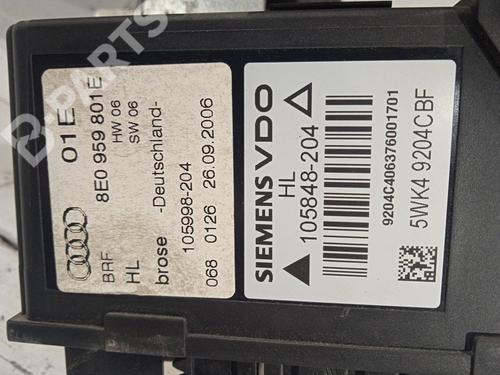 01E
8E0 959 801E
BRF
HW 06
SW 06
HL
brose -Deutschland-
105998-204
068 0126 26.09.2006
SIEMENS VDO
HL
105848-204
9204C406376001701
5WK4 9204CBF
B-PARTS